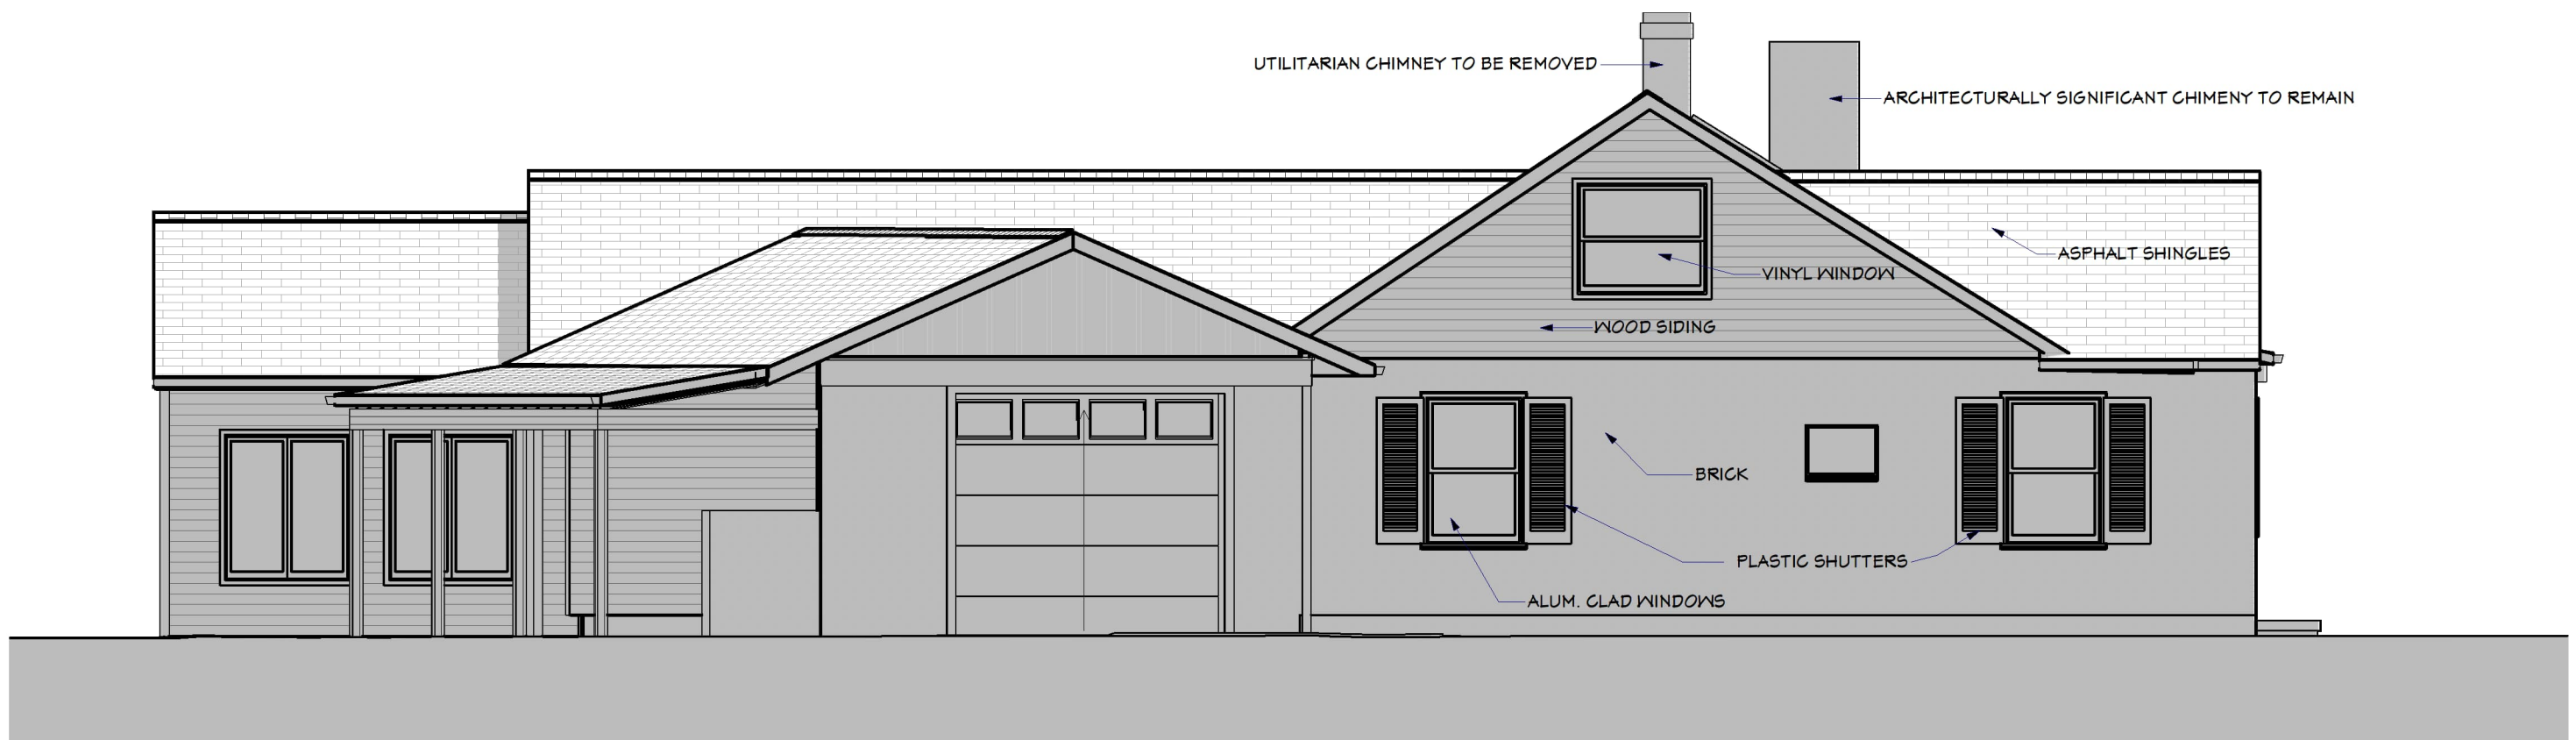 UTILITARIAN CHIMNEY TO BE REMOVED
ARCHITECTURALLY SIGNIFICANT CHIMENY TO REMAIN
ASPHALT SHINGLES
VINYL WINDOW
WOOD SIDING
BRICK
PLASTIC SHUTTERS
ALUM. CLAD WINDOWS